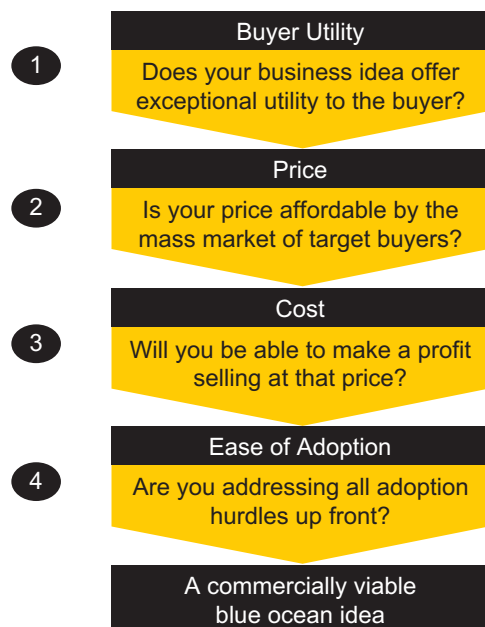 1
Buyer Utility
Does your business idea offer
exceptional utility to the buyer?
2
Price
Is your price affordable by the
mass market of target buyers?
3
Cost
Will you be able to make a profit
selling at that price?
4
Ease of Adoption
Are you addressing all adoption
hurdles up front?
A commercially viable
blue ocean idea